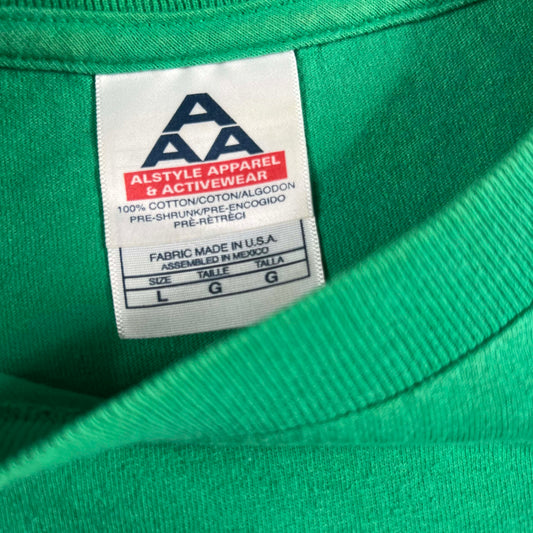 A
A A
ALSTYLE APPAREL
& ACTIVEWEAR
100% COTTON/COTON/ALGODON
PRE-SHRUNK/PRE-ENCOGIDO
PRÉ-RÉTRÉCI
FABRIC MADE IN U.S.A.
ASSEMBLED IN MEXICO
SIZE TAILLE TALLA
L G G